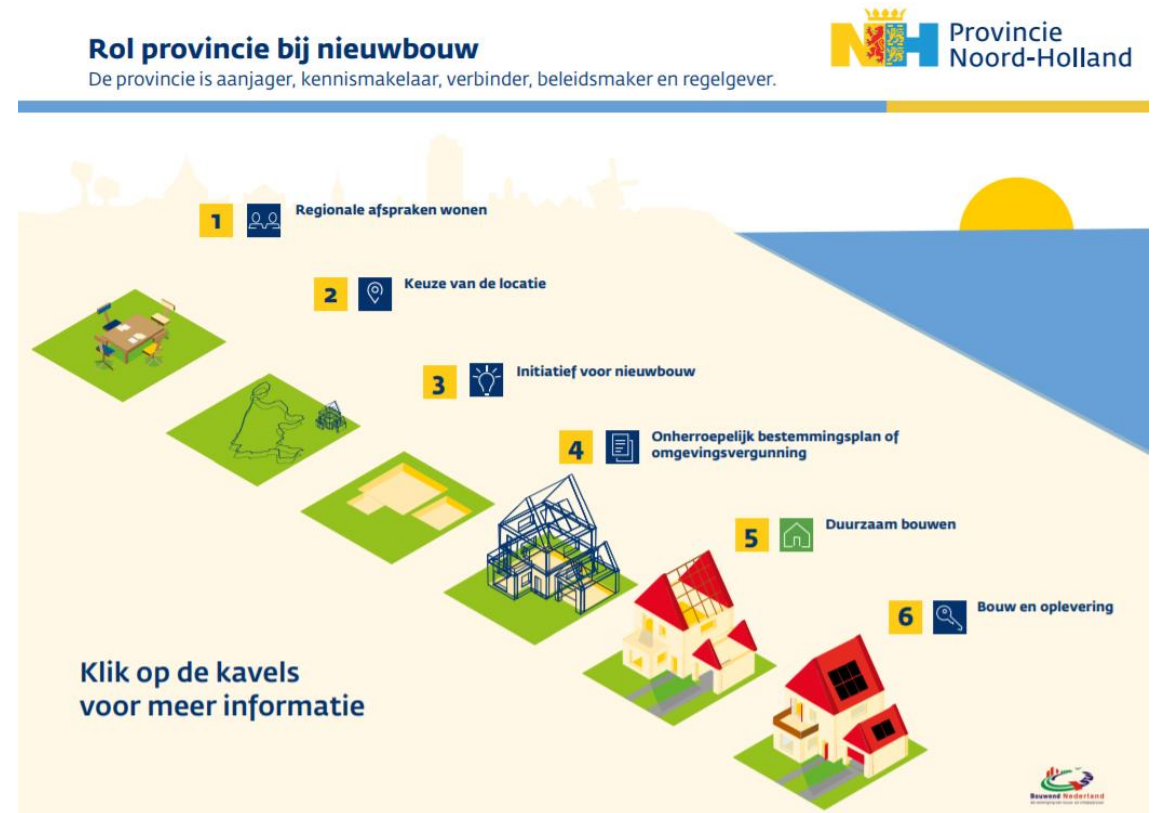 Rol provincie bij nieuwbouw
De provincie is aanjager, kennismakelaar, verbinder, beleidsmaker en regelgever.
NH
Provincie
Noord-Holland
1
Regionale afspraken wonen
2
Keuze van de locatie
3
Initiatief voor nieuwbouw
4
Onherroepelijk bestemmingsplan of
omgevingsvergunning
5
Duurzaam bouwen
6
Bouw en oplevering
Klik op de kavels
voor meer informatie
Bouwend Nederland